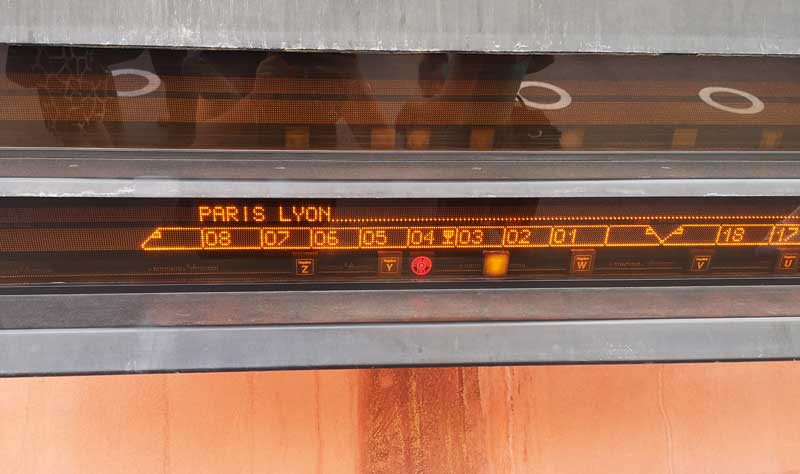 PARIS LYON
08 07 06 05 04 03 02 01 18 17
Z Y W V U